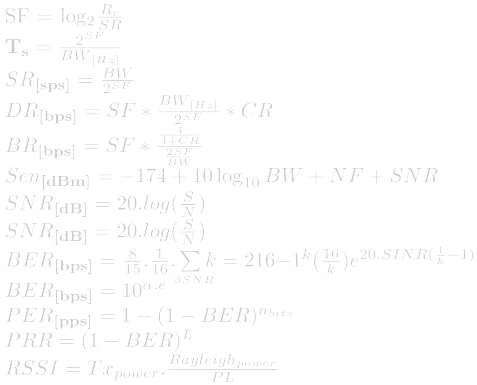 SF = log₂ R_c/SR
T_s = 2^SF / BW_[Hz]
SR_[sps] = BW / 2^SF
DR_[bps] = SF * BW_[Hz] / 2^SF * CR
BR_[bps] = SF * (4/(4+CR)) / (2^SF/BW)
Sen_[dBm] = −174 + 10 log₁₀ BW + NF + SNR
SNR_[dB] = 20.log(S/N)
SNR_[dB] = 20.log(S/N)
BER_[bps] = 8/15 . 1/16 . ∑_{βSNR} k = 216−1^k(16/k)e^{20.SINR(1/k −1)}
BER_[bps] = 10^{α.e}
PER_[pps] = 1 − (1 − BER)^{n_bits}
PRR = (1 − BER)^L
RSSI = Tx_power . Rayleigh_power / PL